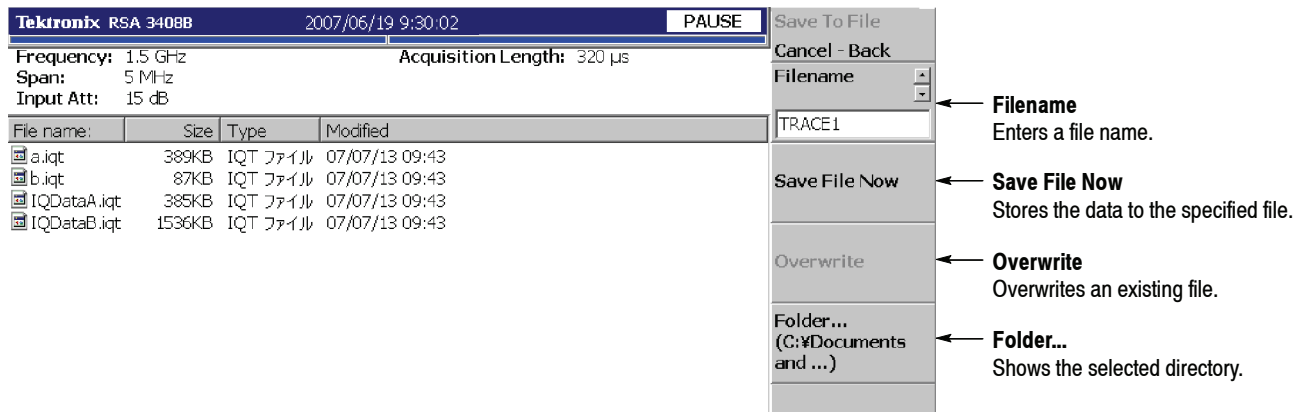 Tektronix RSA 3408B 2007/06/19 9:30:02 PAUSE
Frequency: 1.5 GHz Acquisition Length: 320 µs
Span: 5 MHz
Input Att: 15 dB
File name: Size Type Modified
a.iqt 389KB IQT ファイル 07/07/13 09:43
b.iqt 87KB IQT ファイル 07/07/13 09:43
IQDataA.iqt 385KB IQT ファイル 07/07/13 09:43
IQDataB.iqt 1536KB IQT ファイル 07/07/13 09:43
Save To File
Cancel - Back
Filename
TRACE1
Save File Now
Overwrite
Folder...
(C:¥Documents
and ...)
Filename
Enters a file name.
Save File Now
Stores the data to the specified file.
Overwrite
Overwrites an existing file.
Folder...
Shows the selected directory.